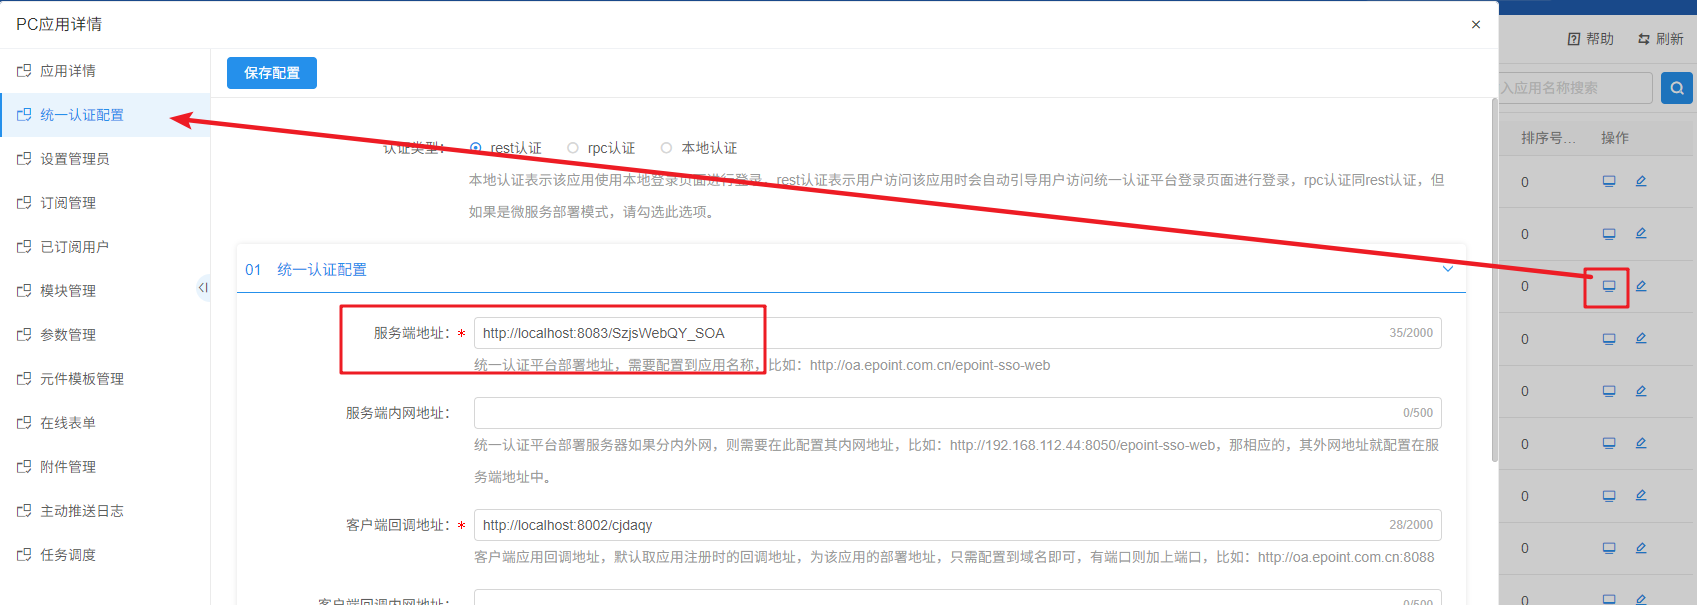 PC应用详情
×
帮助
刷新
应用详情
统一认证配置
设置管理员
订阅管理
已订阅用户
模块管理
参数管理
元件模板管理
在线表单
附件管理
主动推送日志
任务调度
保存配置
认证类型：
rest认证
rpc认证
本地认证
本地认证表示该应用使用本地登录页面进行登录，rest认证表示用户访问该应用时会自动引导用户访问统一认证平台登录页面进行登录，rpc认证同rest认证，但
如果是微服务部署模式，请勾选此选项。
01 统一认证配置
服务端地址：* http://localhost:8083/SzjsWebQY_SOA 35/2000
统一认证平台部署地址，需要配置到应用名称，比如：http://oa.epoint.com.cn/epoint-sso-web
服务端内网地址： 0/500
统一认证平台部署服务器如果分内外网，则需要在此配置其内网地址，比如：http://192.168.112.44:8050/epoint-sso-web，那相应的，其外网地址就配置在服
务端地址中。
客户端回调地址：* http://localhost:8002/cjdaqy 28/2000
客户端应用回调地址，默认取应用注册时的回调地址，为该应用的部署地址，只需配置到域名即可，有端口则加上端口，比如：http://oa.epoint.com.cn:8088
客户端回调内网地址： 0/500
入应用名称搜索
排序号... 操作
0
0
0
0
0
0
0
0
0